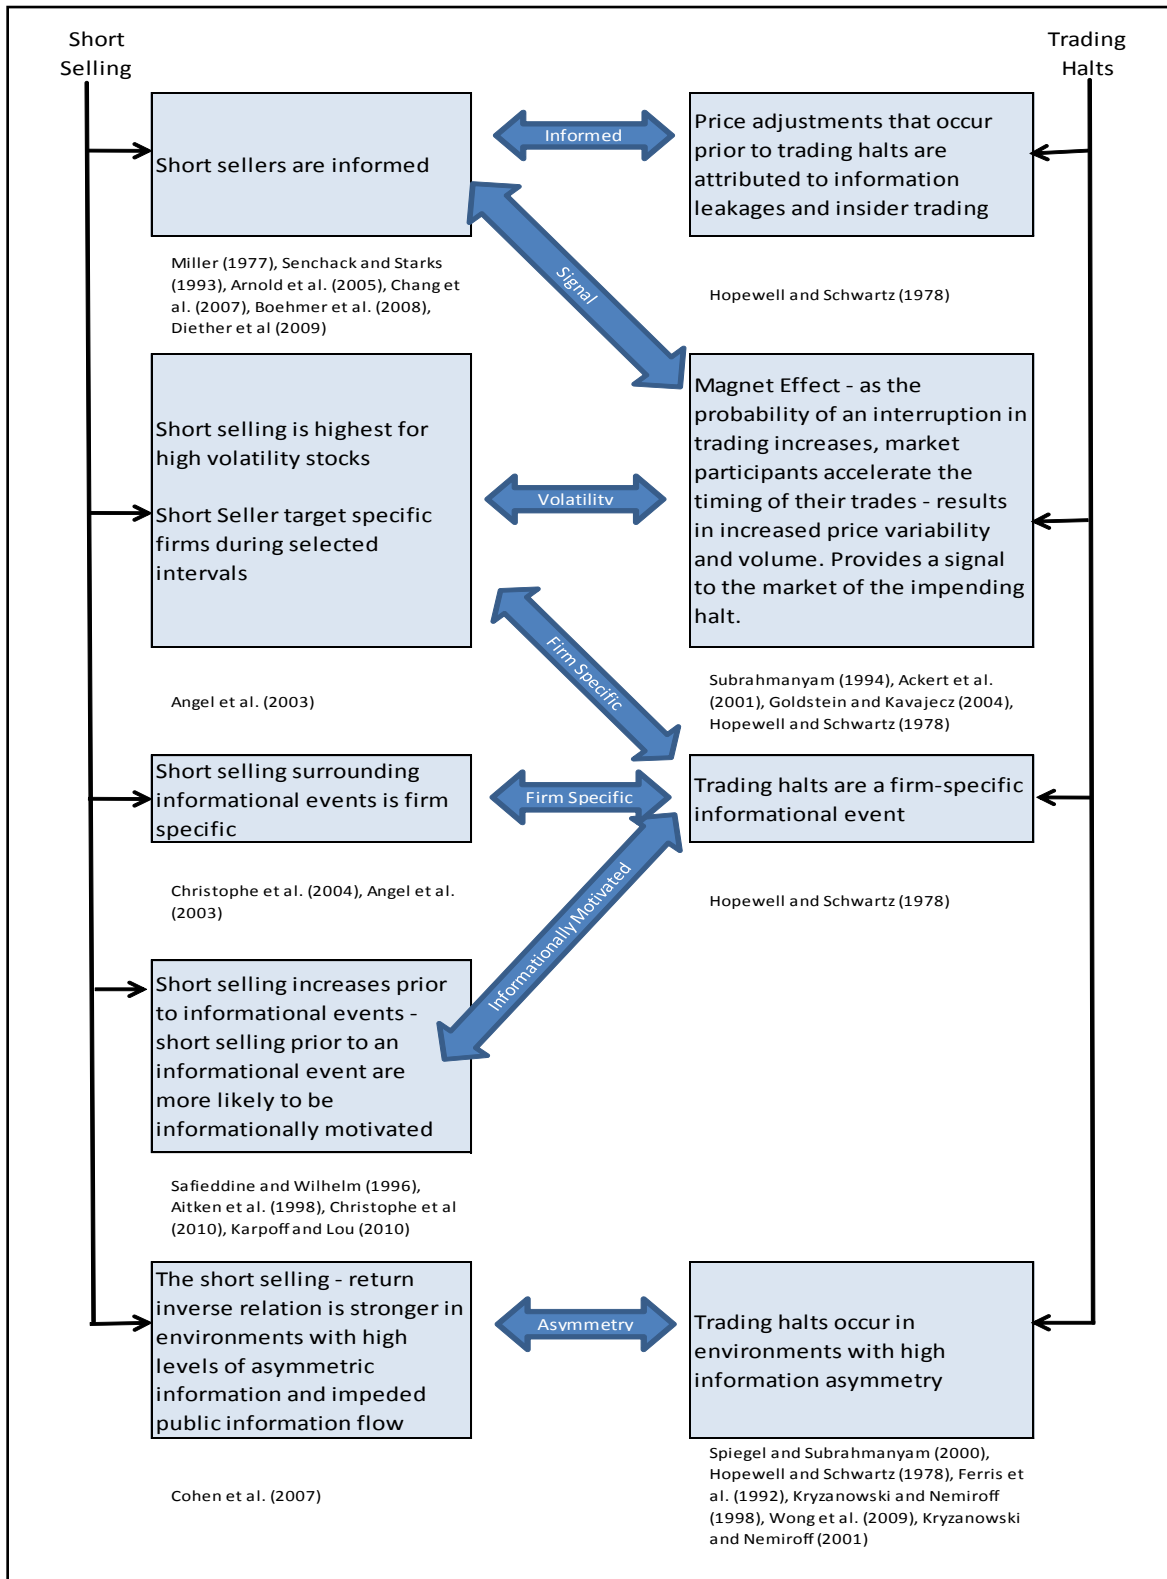 Short
Selling
Trading
Halts
Short sellers are informed
Informed
Price adjustments that occur
prior to trading halts are
attributed to information
leakages and insider trading
Miller (1977), Senchack and Starks
(1993), Arnold et al. (2005), Chang et
al. (2007), Boehmer et al. (2008),
Diether et al (2009)
Signal
Hopewell and Schwartz (1978)
Short selling is highest for
high volatility stocks
Short Seller target specific
firms during selected
intervals
Volatility
Magnet Effect - as the
probability of an interruption in
trading increases, market
participants accelerate the
timing of their trades - results
in increased price variability
and volume. Provides a signal
to the market of the impending
halt.
Angel et al. (2003)
Firm Specific
Subrahmanyam (1994), Ackert et al.
(2001), Goldstein and Kavajecz (2004),
Hopewell and Schwartz (1978)
Short selling surrounding
informational events is firm
specific
Firm Specific
Trading halts are a firm-specific
informational event
Christophe et al. (2004), Angel et al.
(2003)
Hopewell and Schwartz (1978)
Informationally Motivated
Short selling increases prior
to informational events -
short selling prior to an
informational event are
more likely to be
informationally motivated
Safieddine and Wilhelm (1996),
Aitken et al. (1998), Christophe et al
(2010), Karpoff and Lou (2010)
The short selling - return
inverse relation is stronger in
environments with high
levels of asymmetric
information and impeded
public information flow
Asymmetry
Trading halts occur in
environments with high
information asymmetry
Cohen et al. (2007)
Spiegel and Subrahmanyam (2000),
Hopewell and Schwartz (1978), Ferris et
al. (1992), Kryzanowski and Nemiroff
(1998), Wong et al. (2009), Kryzanowski
and Nemiroff (2001)